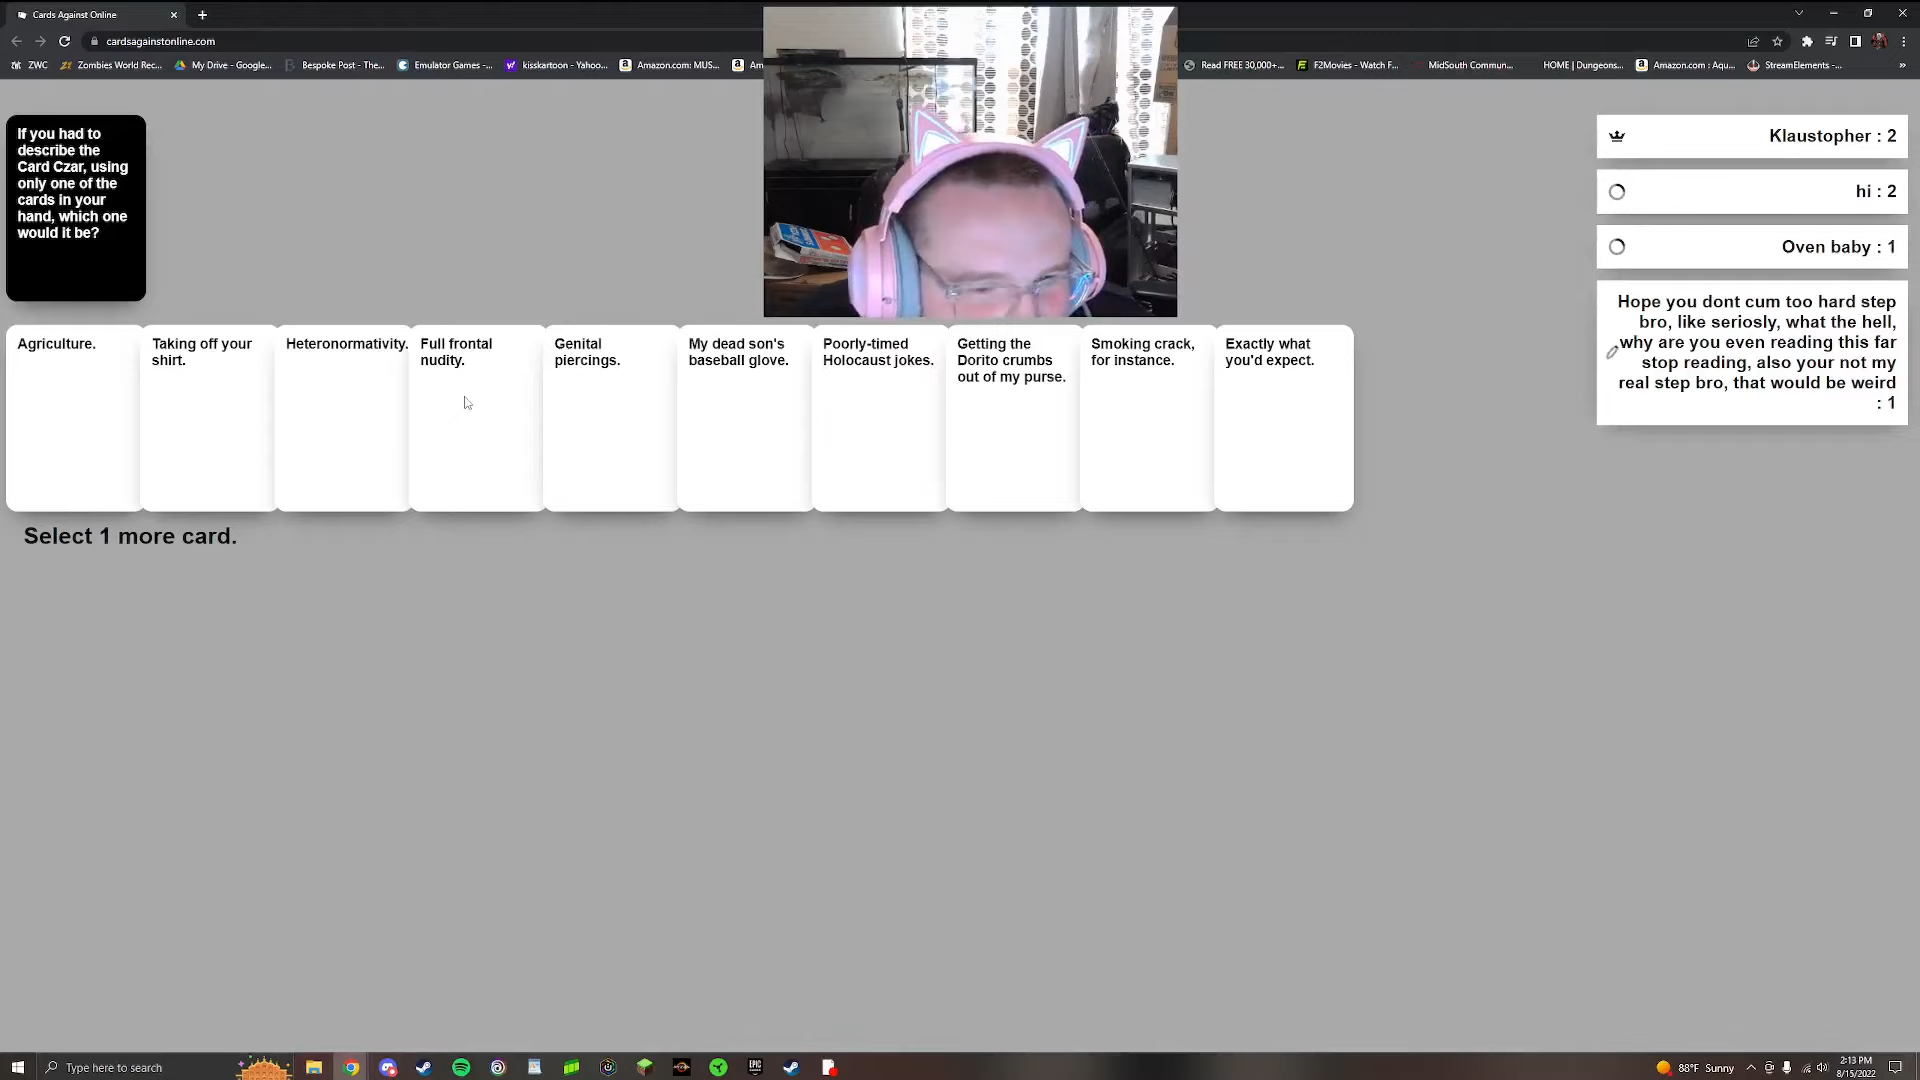 Cards Against Online
cardsagainstonline.com
ZWC
Zombies World Rec...
My Drive - Google...
Bespoke Post - The...
Emulator Games -...
kisskartoon - Yahoo...
Amazon.com: MUS...
Am
Read FREE 30,000+...
F2Movies - Watch F...
MidSouth Commun...
HOME | Dungeons...
Amazon.com : Aqu...
StreamElements -...
If you had to
describe the
Card Czar, using
only one of the
cards in your
hand, which one
would it be?
Klaustopher : 2
hi : 2
Oven baby : 1
Hope you dont cum too hard step
bro, like seriosly, what the hell,
why are you even reading this far
stop reading, also your not my
real step bro, that would be weird
: 1
Agriculture.
Taking off your
shirt.
Heteronormativity.
Full frontal
nudity.
Genital
piercings.
My dead son's
baseball glove.
Poorly-timed
Holocaust jokes.
Getting the
Dorito crumbs
out of my purse.
Smoking crack,
for instance.
Exactly what
you'd expect.
Select 1 more card.
Type here to search
EPIC
88°F Sunny
2:13 PM
8/15/2022